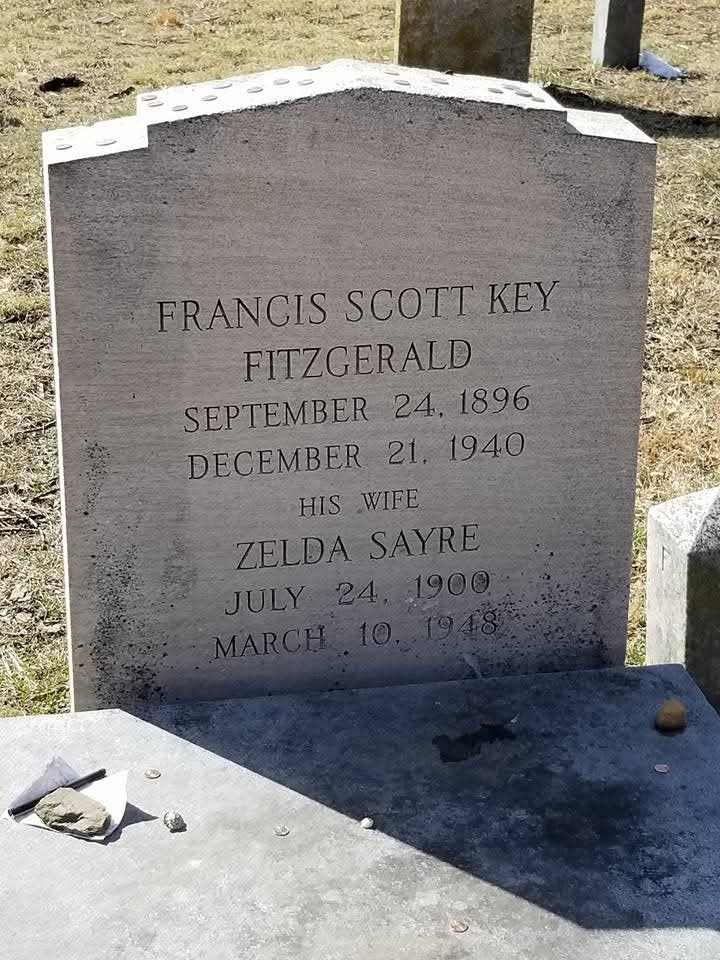 FRANCIS SCOTT KEY
FITZGERALD
SEPTEMBER 24, 1896
DECEMBER 21, 1940
HIS WIFE
ZELDA SAYRE
JULY 24, 1900
MARCH 10, 1948